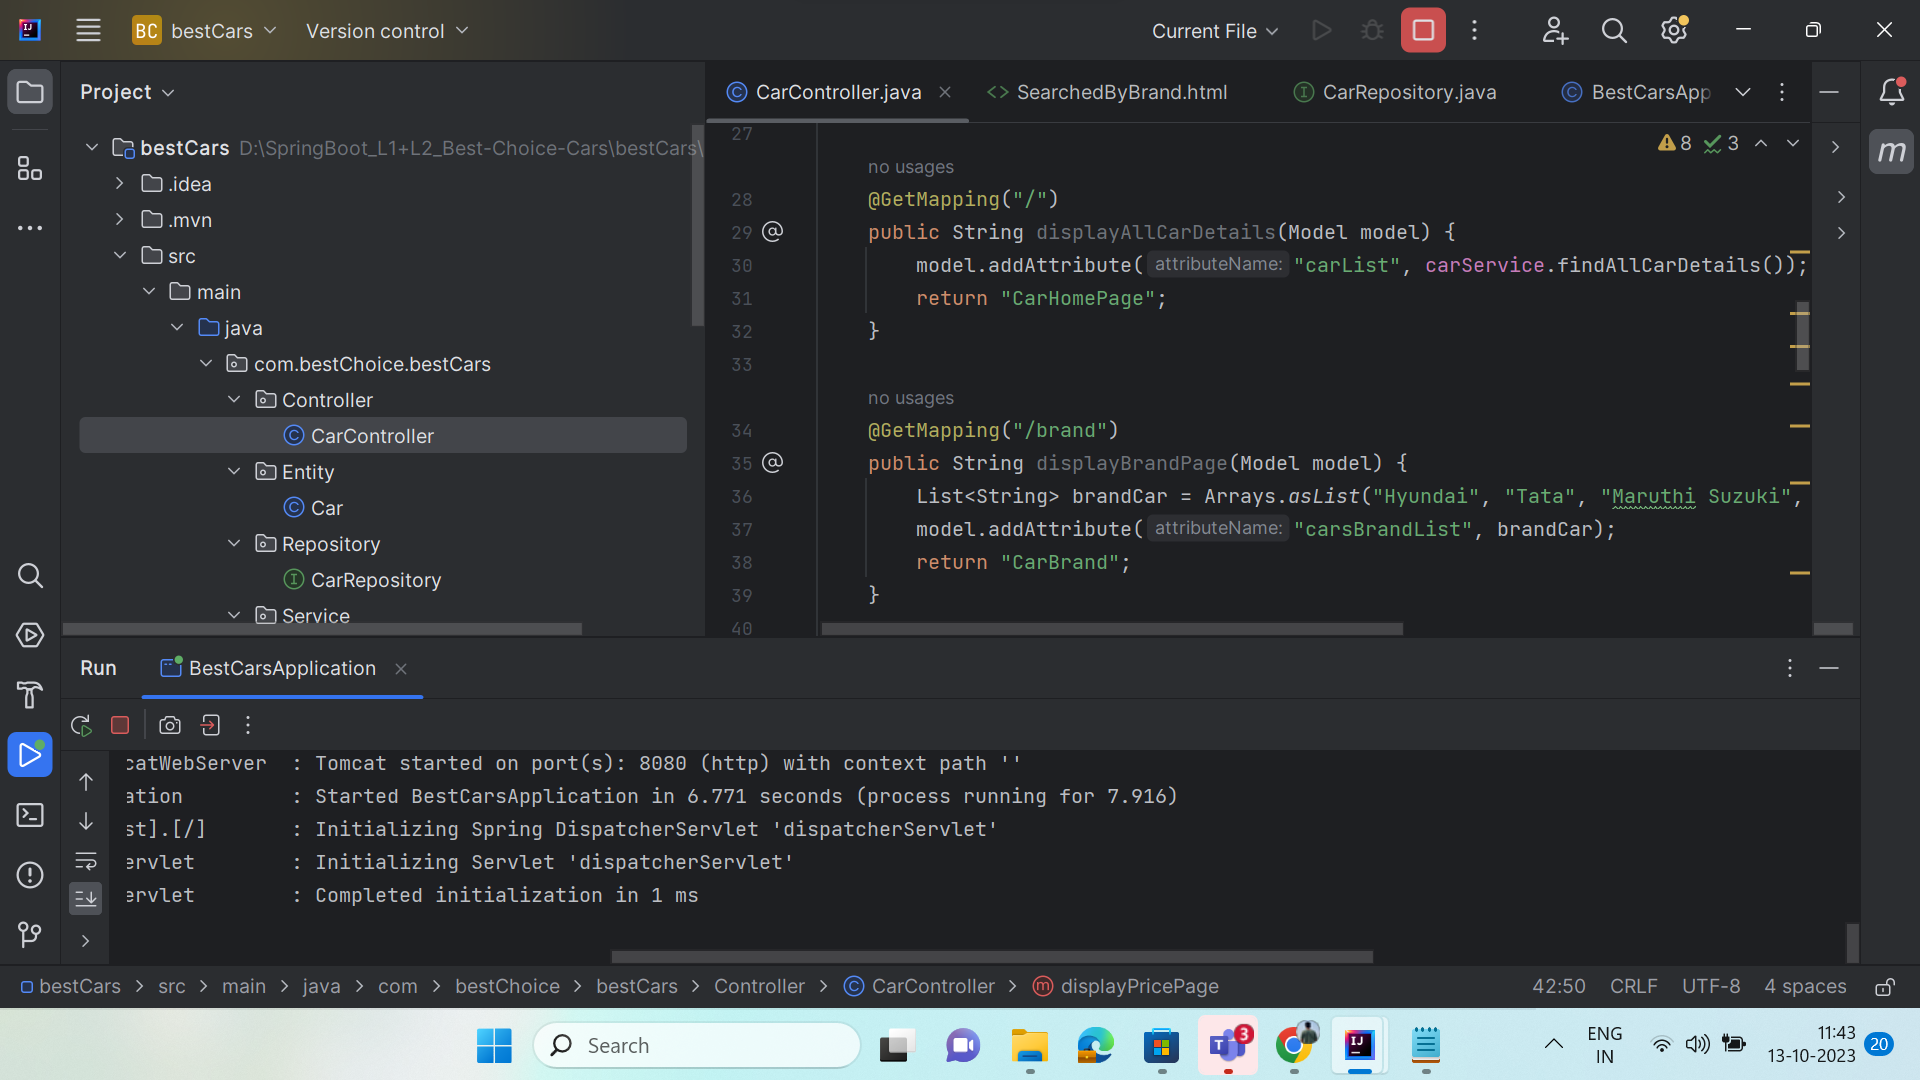 BC bestCars Version control Current File
Project
bestCars D:\SpringBoot_L1+L2_Best-Choice-Cars\bestCars\
.idea
.mvn
src
main
java
com.bestChoice.bestCars
Controller
CarController
Entity
Car
Repository
CarRepository
Service
CarController.java SearchedByBrand.html CarRepository.java BestCarsApp
8 3
27
no usages
28 @GetMapping("/")
29 public String displayAllCarDetails(Model model) {
30 model.addAttribute( attributeName: "carList", carService.findAllCarDetails());
31 return "CarHomePage";
32 }
33
no usages
34 @GetMapping("/brand")
35 public String displayBrandPage(Model model) {
36 List<String> brandCar = Arrays.asList("Hyundai", "Tata", "Maruthi Suzuki",
37 model.addAttribute( attributeName: "carsBrandList", brandCar);
38 return "CarBrand";
39 }
40
Run BestCarsApplication
catWebServer : Tomcat started on port(s): 8080 (http) with context path ''
ation : Started BestCarsApplication in 6.771 seconds (process running for 7.916)
st].[/] : Initializing Spring DispatcherServlet 'dispatcherServlet'
ervlet : Initializing Servlet 'dispatcherServlet'
ervlet : Completed initialization in 1 ms
bestCars > src > main > java > com > bestChoice > bestCars > Controller > CarController > displayPricePage 42:50 CRLF UTF-8 4 spaces
Search 3 ENG IN 11:43 13-10-2023 20